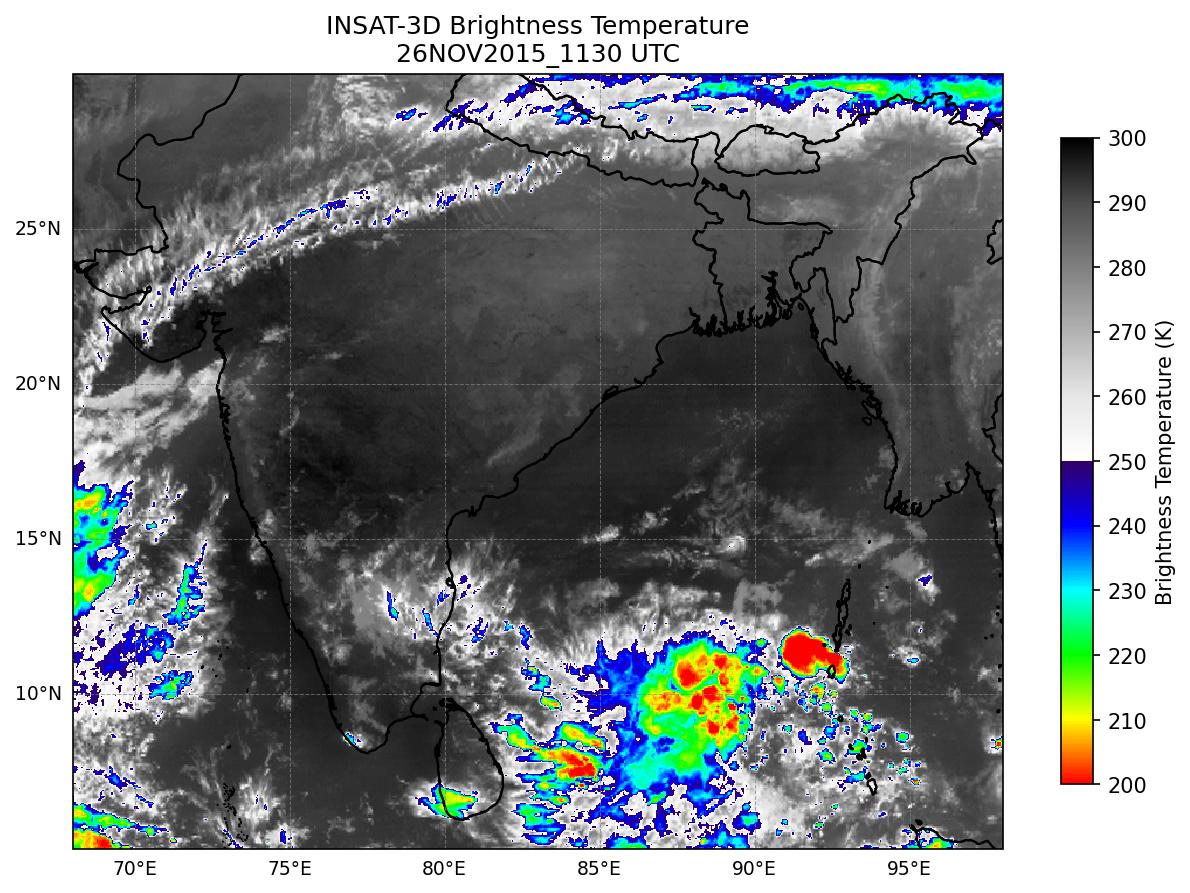 INSAT-3D Brightness Temperature
26NOV2015_1130 UTC
25°N
20°N
15°N
10°N
70°E
75°E
80°E
85°E
90°E
95°E
300
290
280
270
260
250
240
230
220
210
200
Brightness Temperature (K)